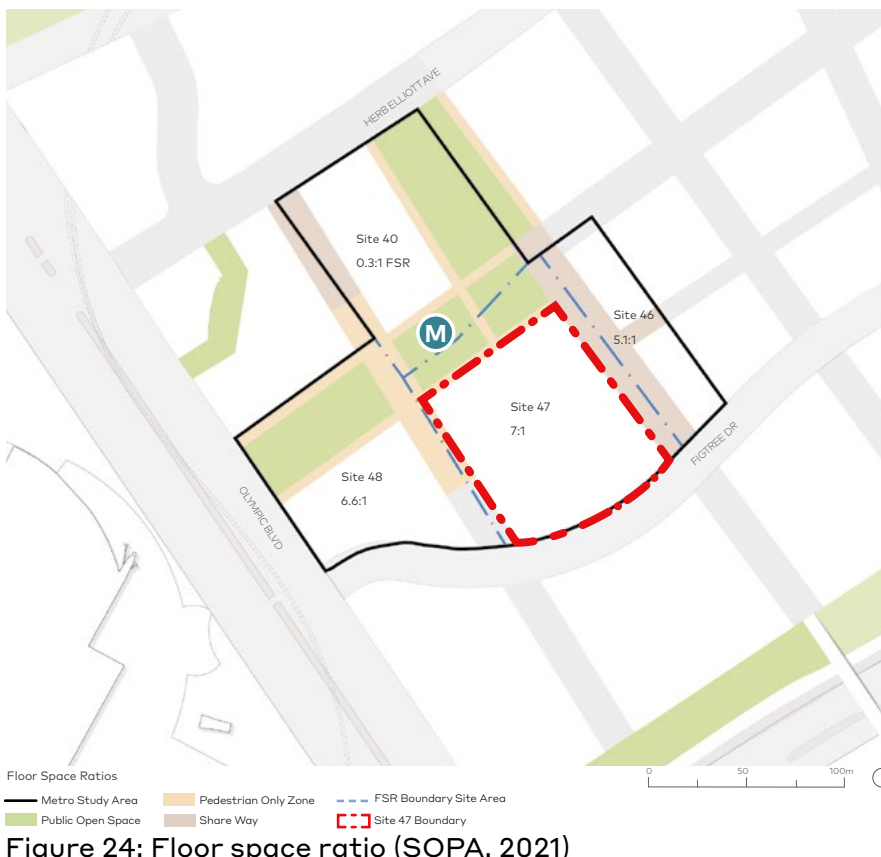 HERB ELLIOTT AVE
Site 40
0.3:1 FSR
Site 46
5.1:1
M
Site 47
7:1
FIGTREE DR
Site 48
6.6:1
OLYMPIC BLVD
Floor Space Ratios
0 50 100m
Metro Study Area
Pedestrian Only Zone
FSR Boundary Site Area
Public Open Space
Share Way
Site 47 Boundary
Figure 24: Floor space ratio (SOPA, 2021)